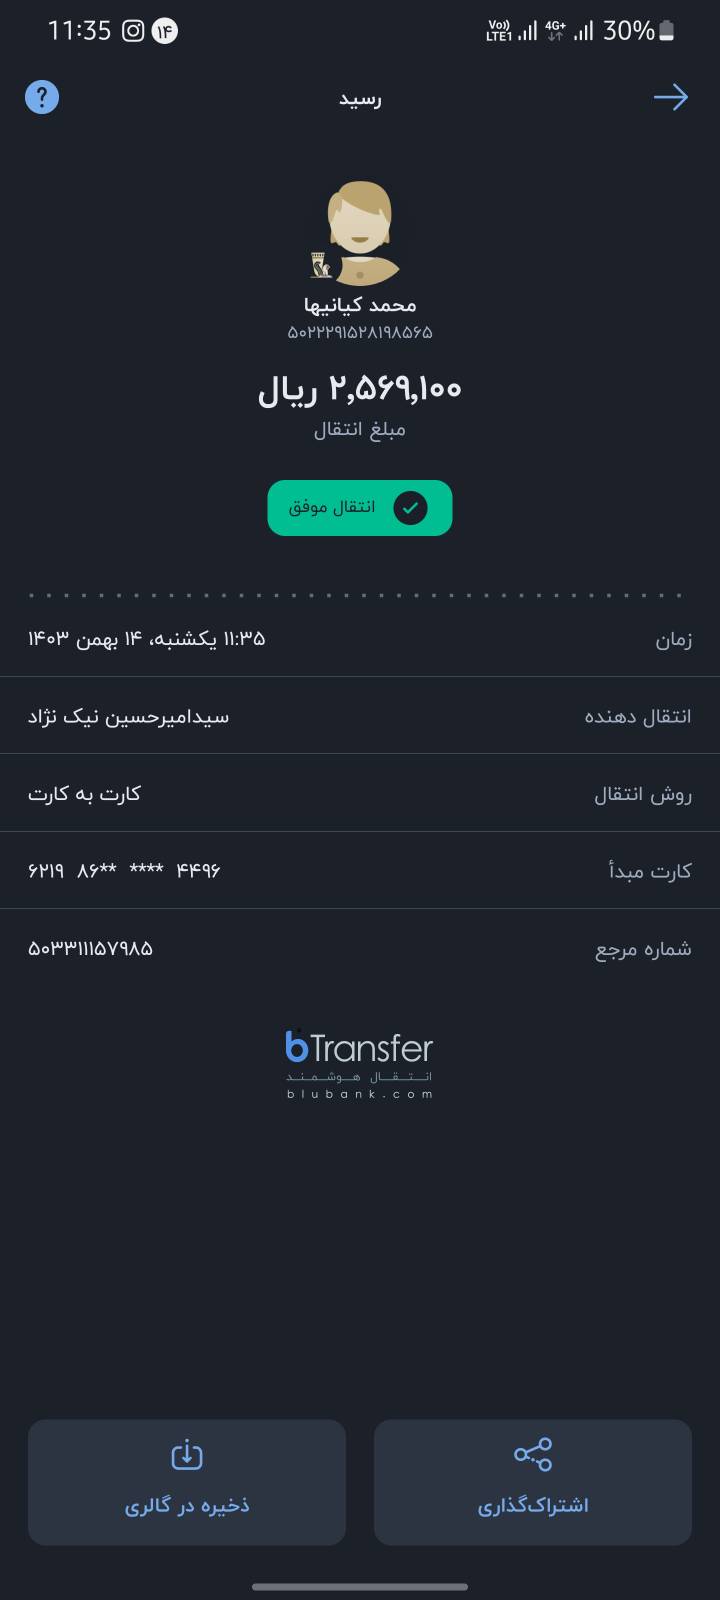 11:35 ۱۴ Vo)) LTE1 4G+ 30%
رسید ?
محمد کیانیها
۵۰۲۲۲۹۱۵۲۸۱۹۸۵۶۵
۲,۵۶۹,۱۰۰ ریال
مبلغ انتقال
انتقال موفق
زمان ۱۱:۳۵ یکشنبه، ۱۴ بهمن ۱۴۰۳
انتقال دهنده سیدامیرحسین نیک نژاد
روش انتقال کارت به کارت
کارت مبدأ ۶۲۱۹ ۸۶** **** ۴۴۹۶
شماره مرجع ۵۰۳۳۱۱۱۵۷۹۸۵
bTransfer
انـتـقـال هـوشـمـنـد
blubank.com
اشتراک‌گذاری ذخیره در گالری